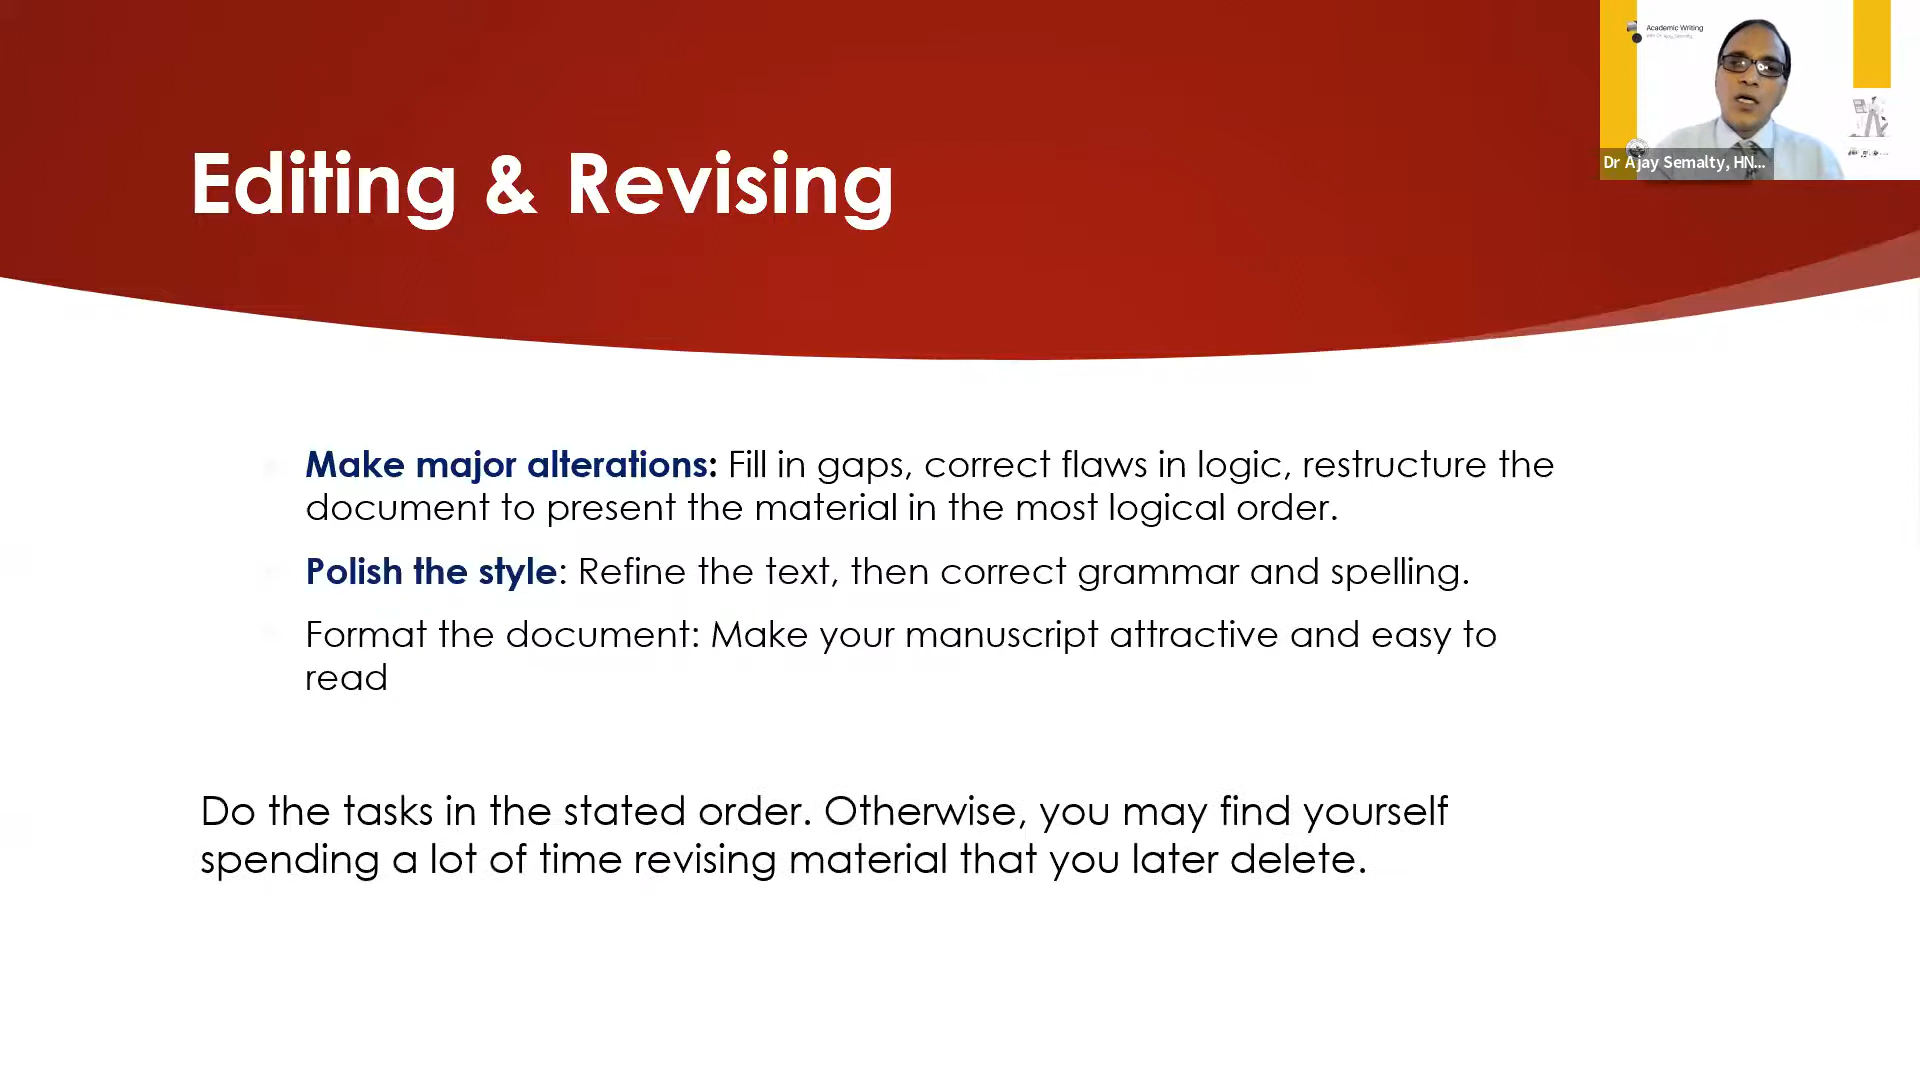 Academic Writing
Dr Ajay Semalty, HN...
Editing & Revising
Make major alterations: Fill in gaps, correct flaws in logic, restructure the
document to present the material in the most logical order.
Polish the style: Refine the text, then correct grammar and spelling.
Format the document: Make your manuscript attractive and easy to
read
Do the tasks in the stated order. Otherwise, you may find yourself
spending a lot of time revising material that you later delete.